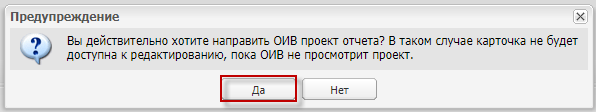 Предупреждение
Вы действительно хотите направить ОИВ проект отчета? В таком случае карточка не будет
доступна к редактированию, пока ОИВ не просмотрит проект.
Да
Нет